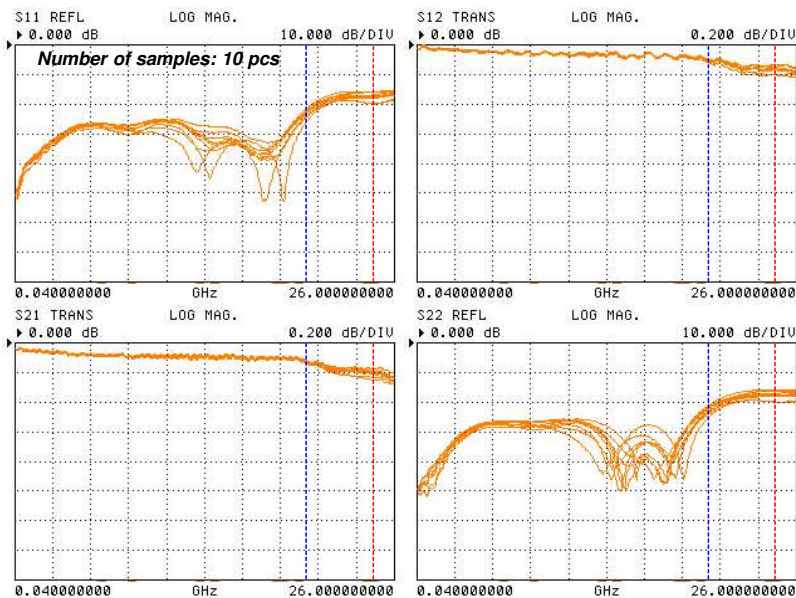 S11 REFL LOG MAG.
▶ 0.000 dB 10.000 dB/DIV
Number of samples: 10 pcs
0.040000000 GHz 26.000000000
S12 TRANS LOG MAG.
▶ 0.000 dB 0.200 dB/DIV
0.040000000 GHz 26.000000000
S21 TRANS LOG MAG.
▶ 0.000 dB 0.200 dB/DIV
0.040000000 GHz 26.000000000
S22 REFL LOG MAG.
▶ 0.000 dB 10.000 dB/DIV
0.040000000 GHz 26.000000000